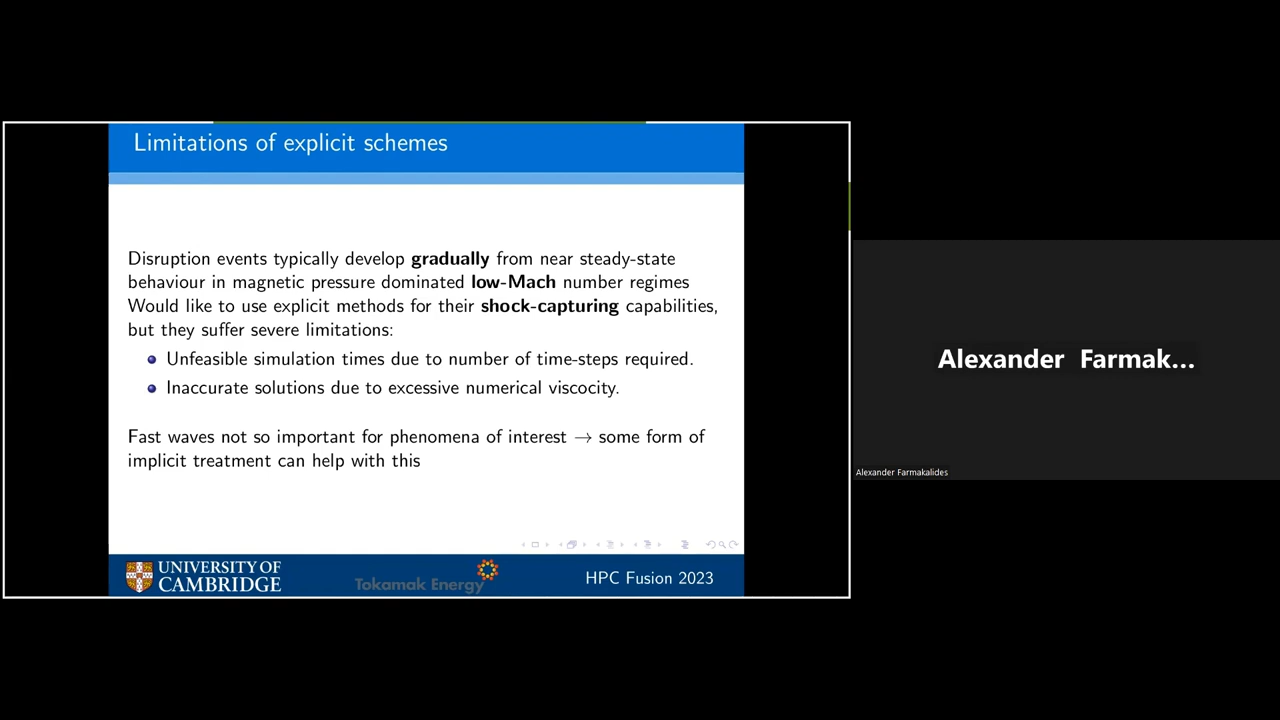 Limitations of explicit schemes
Disruption events typically develop gradually from near steady-state
behaviour in magnetic pressure dominated low-Mach number regimes
Would like to use explicit methods for their shock-capturing capabilities,
but they suffer severe limitations:
Unfeasible simulation times due to number of time-steps required.
Inaccurate solutions due to excessive numerical viscocity.
Fast waves not so important for phenomena of interest → some form of
implicit treatment can help with this
UNIVERSITY OF
CAMBRIDGE
Tokamak Energy
HPC Fusion 2023
Alexander Farmak...
Alexander Farmakalides